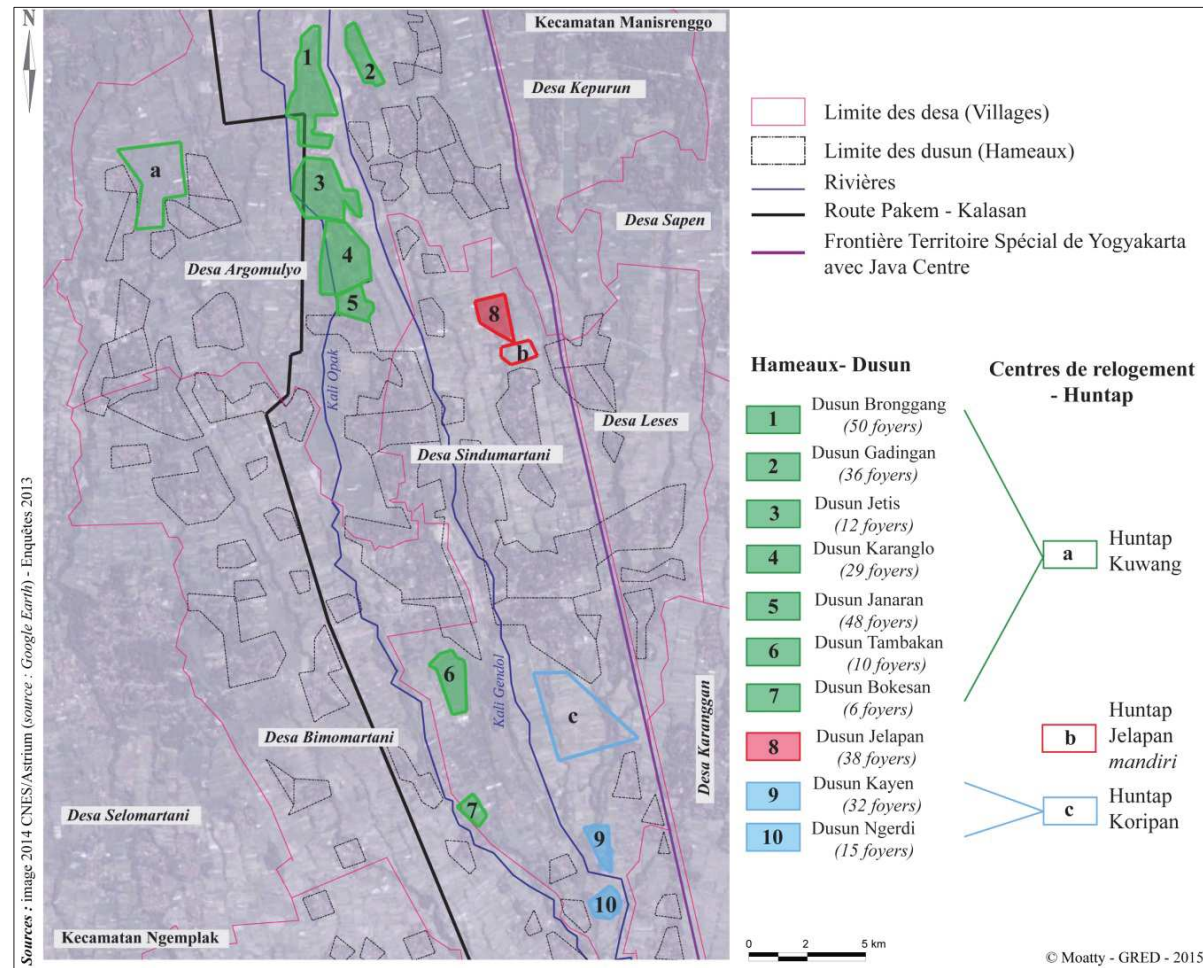 N
Kecamatan Manisrenggo
1
2
Desa Kepurun
a
3
Desa Sapen
4
Desa Argomulyo
5
8
b
Kali Opak
Desa Leses
Desa Sindumartani
6
Kali Gendol
c
Desa Karanggan
Desa Bimomartani
7
Desa Selomartani
9
10
Kecamatan Ngemplak
Sources : image 2014 CNES/Astrium (source : Google Earth) - Enquêtes 2013
Limite des desa (Villages)
Limite des dusun (Hameaux)
Rivières
Route Pakem - Kalasan
Frontière Territoire Spécial de Yogyakarta
avec Java Centre
Hameaux- Dusun
1 Dusun Bronggang
(50 foyers)
2 Dusun Gadingan
(36 foyers)
3 Dusun Jetis
(12 foyers)
4 Dusun Karanglo
(29 foyers)
5 Dusun Janaran
(48 foyers)
6 Dusun Tambakan
(10 foyers)
7 Dusun Bokesan
(6 foyers)
8 Dusun Jelapan
(38 foyers)
9 Dusun Kayen
(32 foyers)
10 Dusun Ngerdi
(15 foyers)
Centres de relogement
- Huntap
a Huntap
Kuwang
b Huntap
Jelapan
mandiri
c Huntap
Koripan
0 2 5 km
© Moatty - GRED - 2015